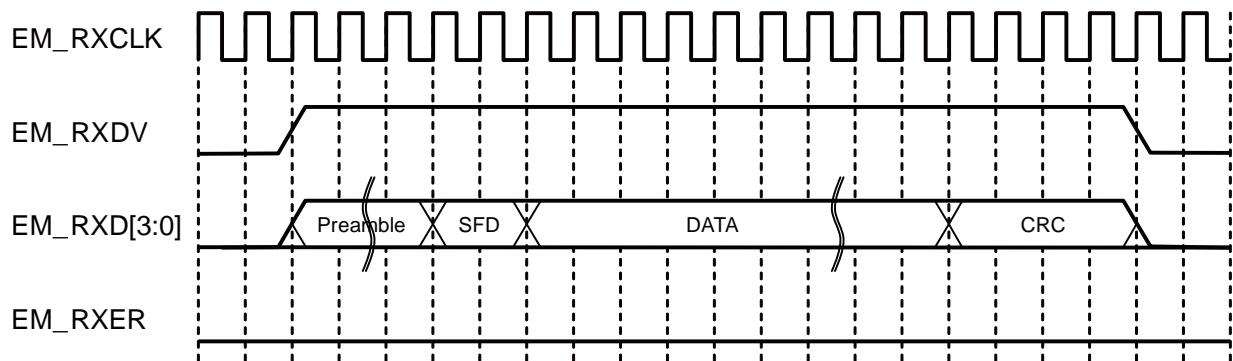 EM_RXCLK
EM_RXDV
EM_RXD[3:0]
Preamble
SFD
DATA
CRC
EM_RXER